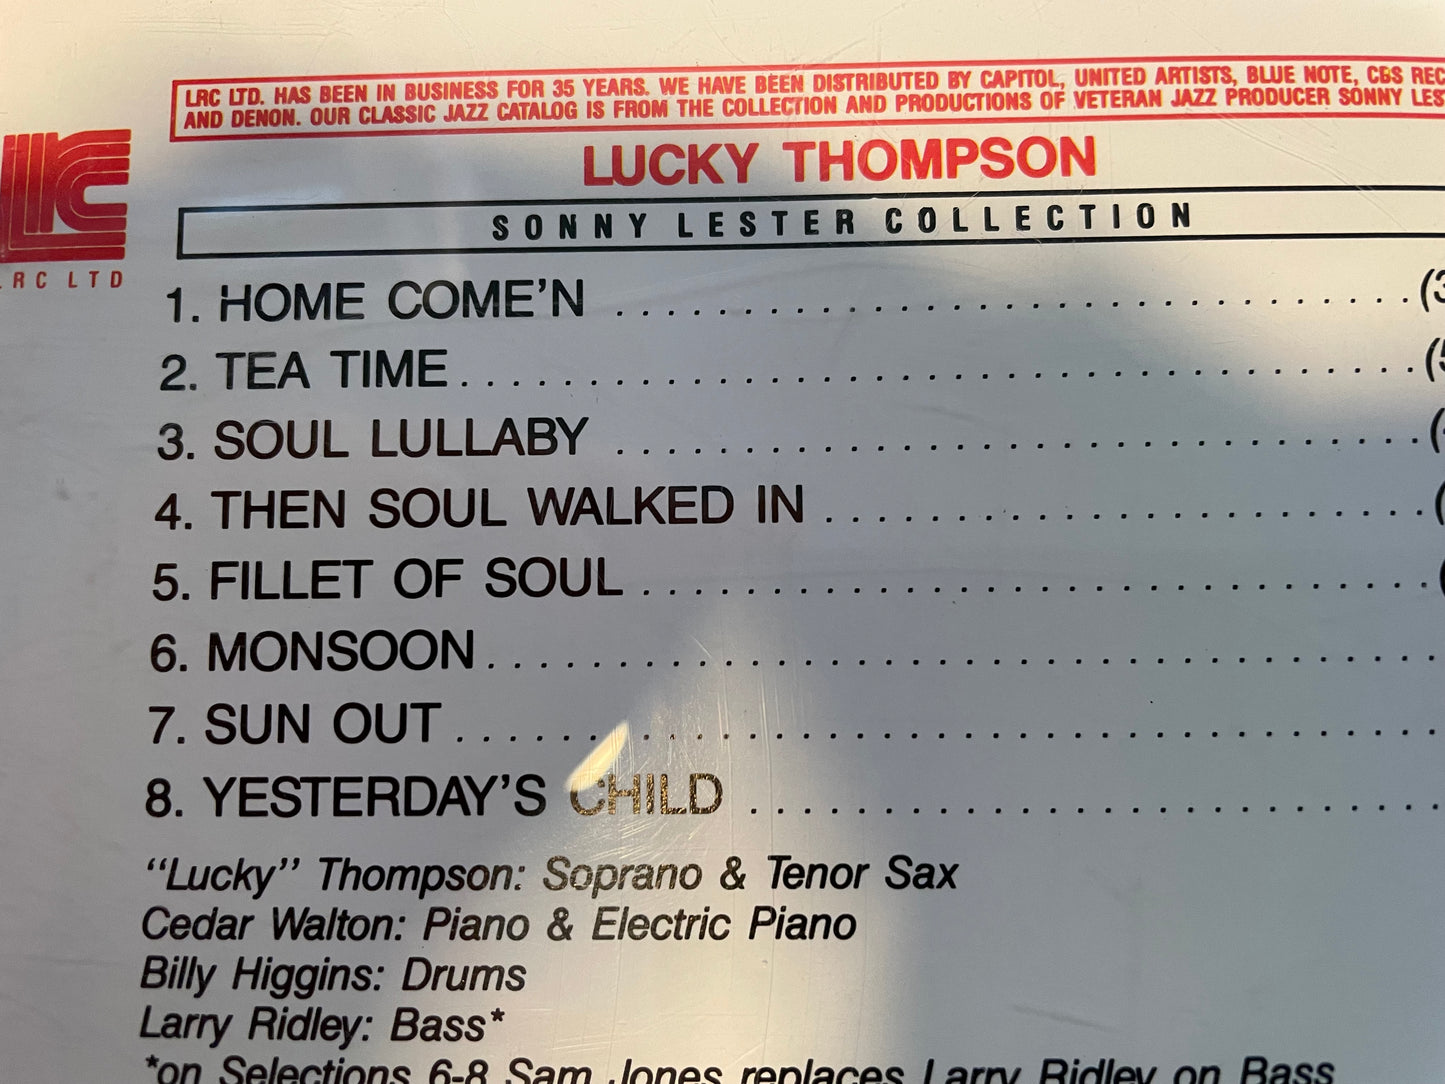 LRC LTD. HAS BEEN IN BUSINESS FOR 35 YEARS. WE HAVE BEEN DISTRIBUTED BY CAPITOL, UNITED ARTISTS, BLUE NOTE, CBS REC
AND DENON. OUR CLASSIC JAZZ CATALOG IS FROM THE COLLECTION AND PRODUCTIONS OF VETERAN JAZZ PRODUCER SONNY LES
LRC
LRC LTD
LUCKY THOMPSON
SONNY LESTER COLLECTION
1. HOME COME'N ........................................ (3
2. TEA TIME ........................................ (5
3. SOUL LULLABY ........................................ (
4. THEN SOUL WALKED IN ........................................ (
5. FILLET OF SOUL ........................................
6. MONSOON ........................................
7. SUN OUT ........................................
8. YESTERDAY'S CHILD ........................................
"Lucky" Thompson: Soprano & Tenor Sax
Cedar Walton: Piano & Electric Piano
Billy Higgins: Drums
Larry Ridley: Bass*
*on Selections 6-8 Sam Jones replaces Larry Ridley on Bass